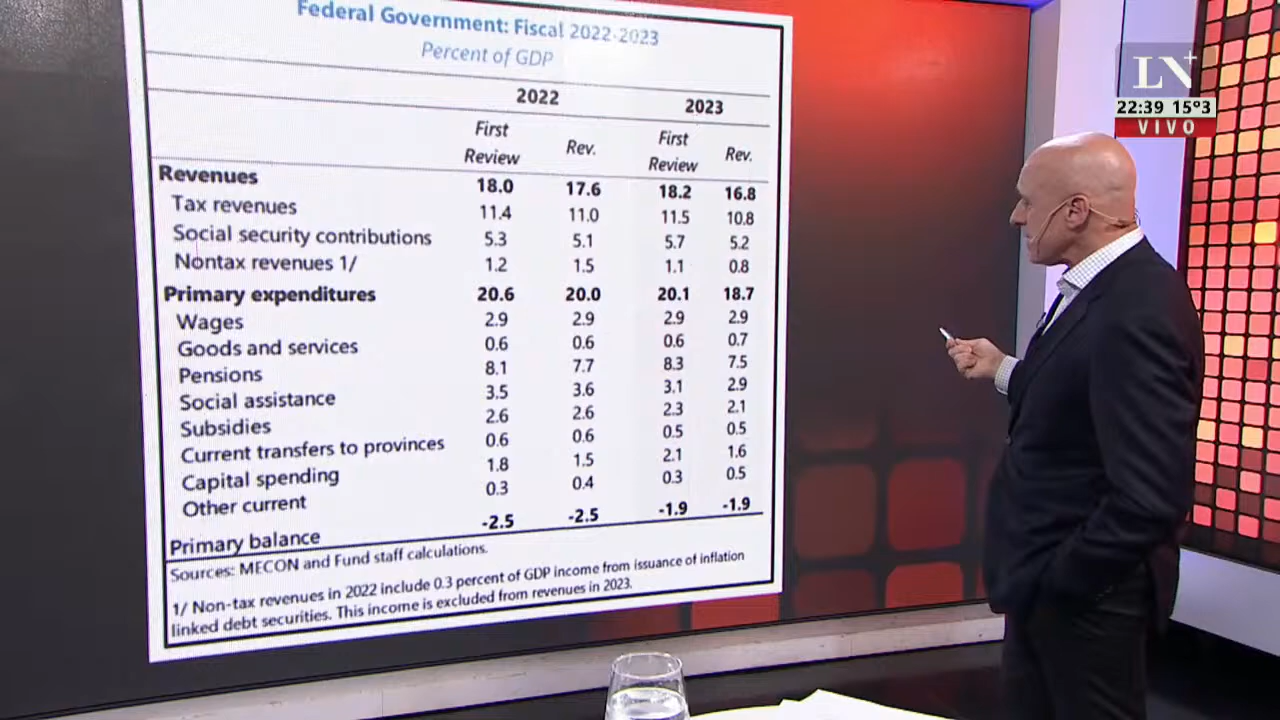 Federal Government: Fiscal 2022-2023
Percent of GDP
2022 2023
First Review Rev. First Review Rev.
Revenues 18.0 17.6 18.2 16.8
Tax revenues 11.4 11.0 11.5 10.8
Social security contributions 5.3 5.1 5.7 5.2
Nontax revenues 1/ 1.2 1.5 1.1 0.8
Primary expenditures 20.6 20.0 20.1 18.7
Wages 2.9 2.9 2.9 2.9
Goods and services 0.6 0.6 0.6 0.7
Pensions 8.1 7.7 8.3 7.5
Social assistance 3.5 3.6 3.1 2.9
Subsidies 2.6 2.6 2.3 2.1
Current transfers to provinces 0.6 0.6 0.5 0.5
Capital spending 1.8 1.5 2.1 1.6
Other current 0.3 0.4 0.3 0.5
Primary balance -2.5 -2.5 -1.9 -1.9
Sources: MECON and Fund staff calculations.
1/ Non-tax revenues in 2022 include 0.3 percent of GDP income from issuance of inflation
linked debt securities. This income is excluded from revenues in 2023.
LN+
22:39 15°3
VIVO